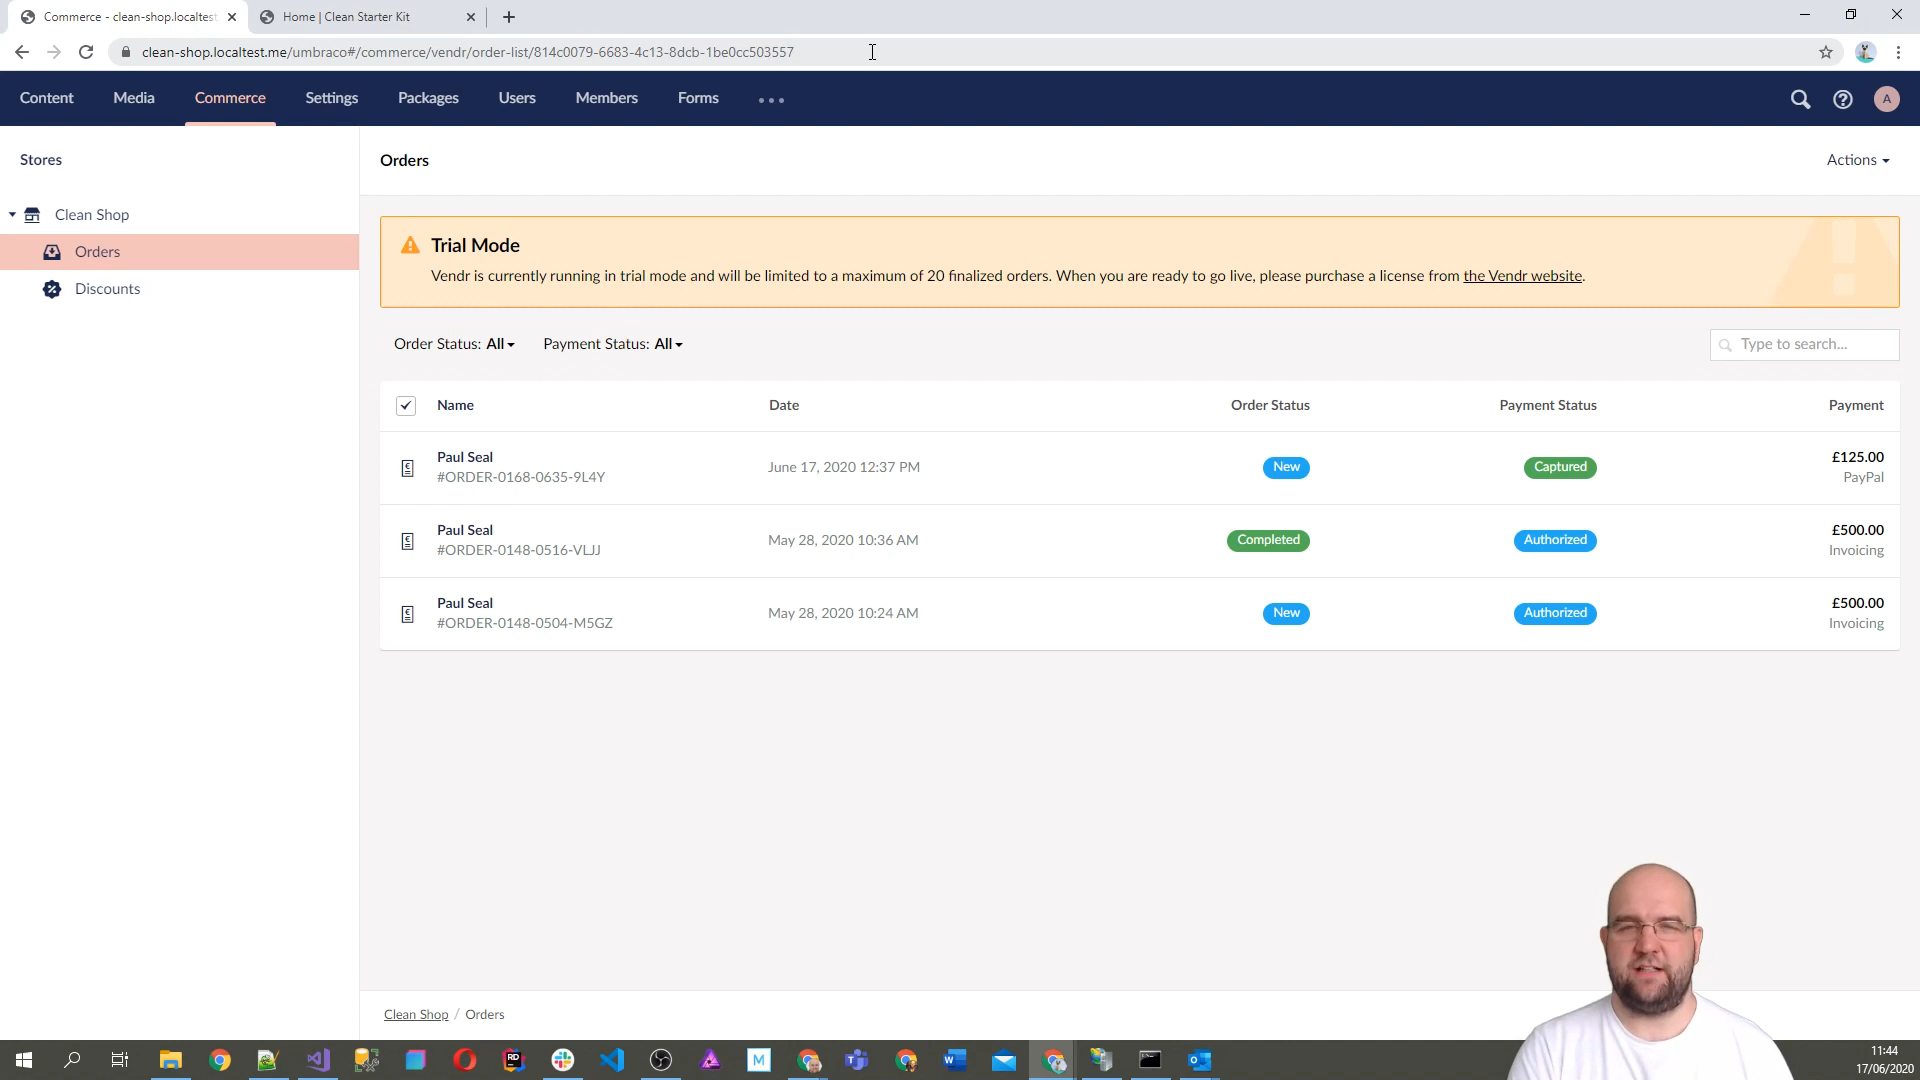 Commerce - clean-shop.localtest
Home | Clean Starter Kit
clean-shop.localtest.me/umbraco#/commerce/vendr/order-list/814c0079-6683-4c13-8dcb-1be0cc503557
Content Media Commerce Settings Packages Users Members Forms
A
Stores
Orders
Actions
Clean Shop
Orders
Discounts
Trial Mode
Vendr is currently running in trial mode and will be limited to a maximum of 20 finalized orders. When you are ready to go live, please purchase a license from the Vendr website.
Order Status: All Payment Status: All
Type to search...
Name Date Order Status Payment Status Payment
Paul Seal
#ORDER-0168-0635-9L4Y
June 17, 2020 12:37 PM
New
Captured
£125.00
PayPal
Paul Seal
#ORDER-0148-0516-VLJJ
May 28, 2020 10:36 AM
Completed
Authorized
£500.00
Invoicing
Paul Seal
#ORDER-0148-0504-M5GZ
May 28, 2020 10:24 AM
New
Authorized
£500.00
Invoicing
Clean Shop / Orders
RD
M
11:44
17/06/2020